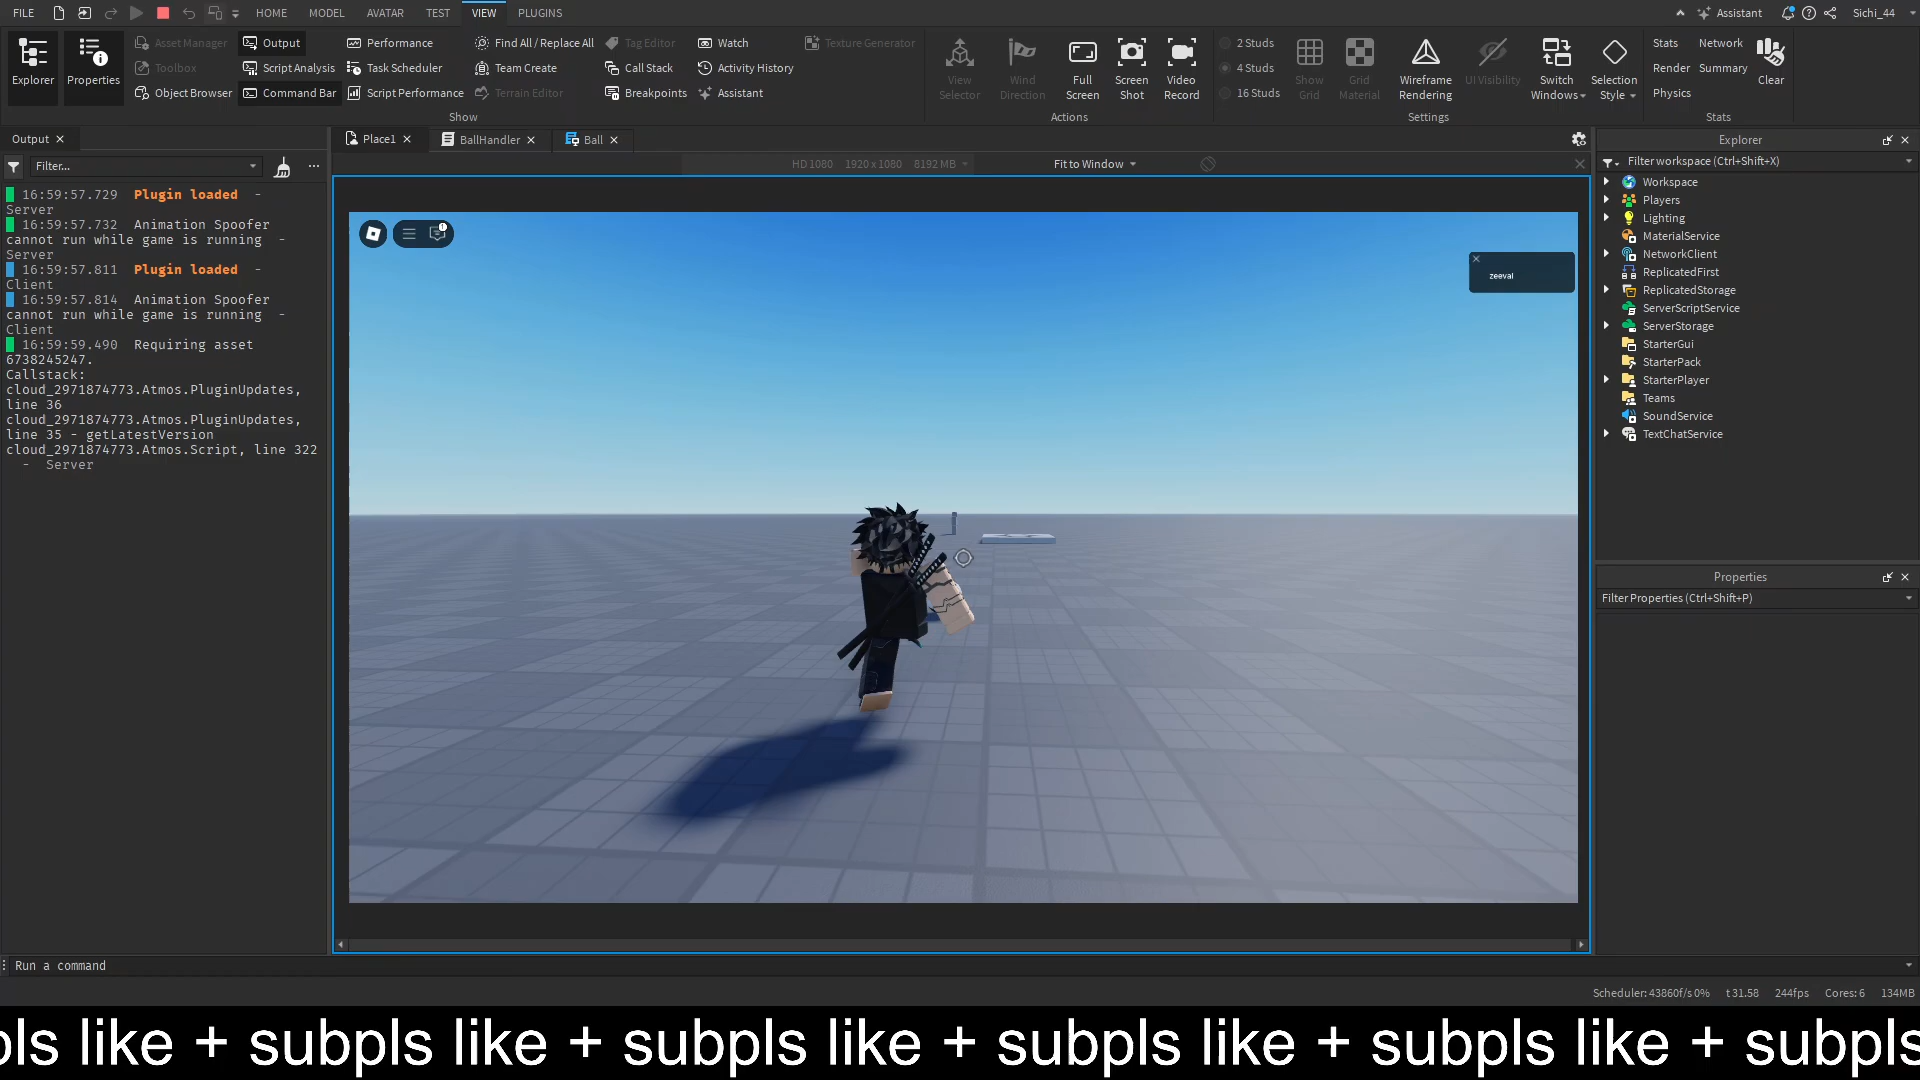 FILE
HOME
MODEL
AVATAR
TEST
VIEW
PLUGINS
Assistant
Sichi_44
Explorer
Properties
Asset Manager
Toolbox
Object Browser
Output
Script Analysis
Command Bar
Performance
Task Scheduler
Script Performance
Find All / Replace All
Team Create
Terrain Editor
Tag Editor
Call Stack
Breakpoints
Watch
Activity History
Assistant
Texture Generator
Show
View
Selector
Wind
Direction
Full
Screen
Screen
Shot
Video
Record
Actions
2 Studs
4 Studs
16 Studs
Show
Grid
Grid
Material
Wireframe
Rendering
UI Visibility
Switch
Windows
Selection
Style
Settings
Stats
Network
Render
Summary
Physics
Clear
Stats
Output
Filter...
16:59:57.729 Plugin loaded -
Server
16:59:57.732 Animation Spoofer
cannot run while game is running -
Server
16:59:57.811 Plugin loaded -
Client
16:59:57.814 Animation Spoofer
cannot run while game is running -
Client
16:59:59.490 Requiring asset
6738245247.
Callstack:
cloud_2971874773.Atmos.PluginUpdates,
line 36
cloud_2971874773.Atmos.PluginUpdates,
line 35 - getLatestVersion
cloud_2971874773.Atmos.Script, line 322
- Server
Place1
BallHandler
Ball
HD 1080 1920 x 1080 8192 MB
Fit to Window
1
zeeval
Explorer
Filter workspace (Ctrl+Shift+X)
Workspace
Players
Lighting
MaterialService
NetworkClient
ReplicatedFirst
ReplicatedStorage
ServerScriptService
ServerStorage
StarterGui
StarterPack
StarterPlayer
Teams
SoundService
TextChatService
Properties
Filter Properties (Ctrl+Shift+P)
Run a command
Scheduler: 43860f/s 0% t 31.58 244fps Cores: 6 134MB
pls like + subpls like + subpls like + subpls like + subpls like + subpls